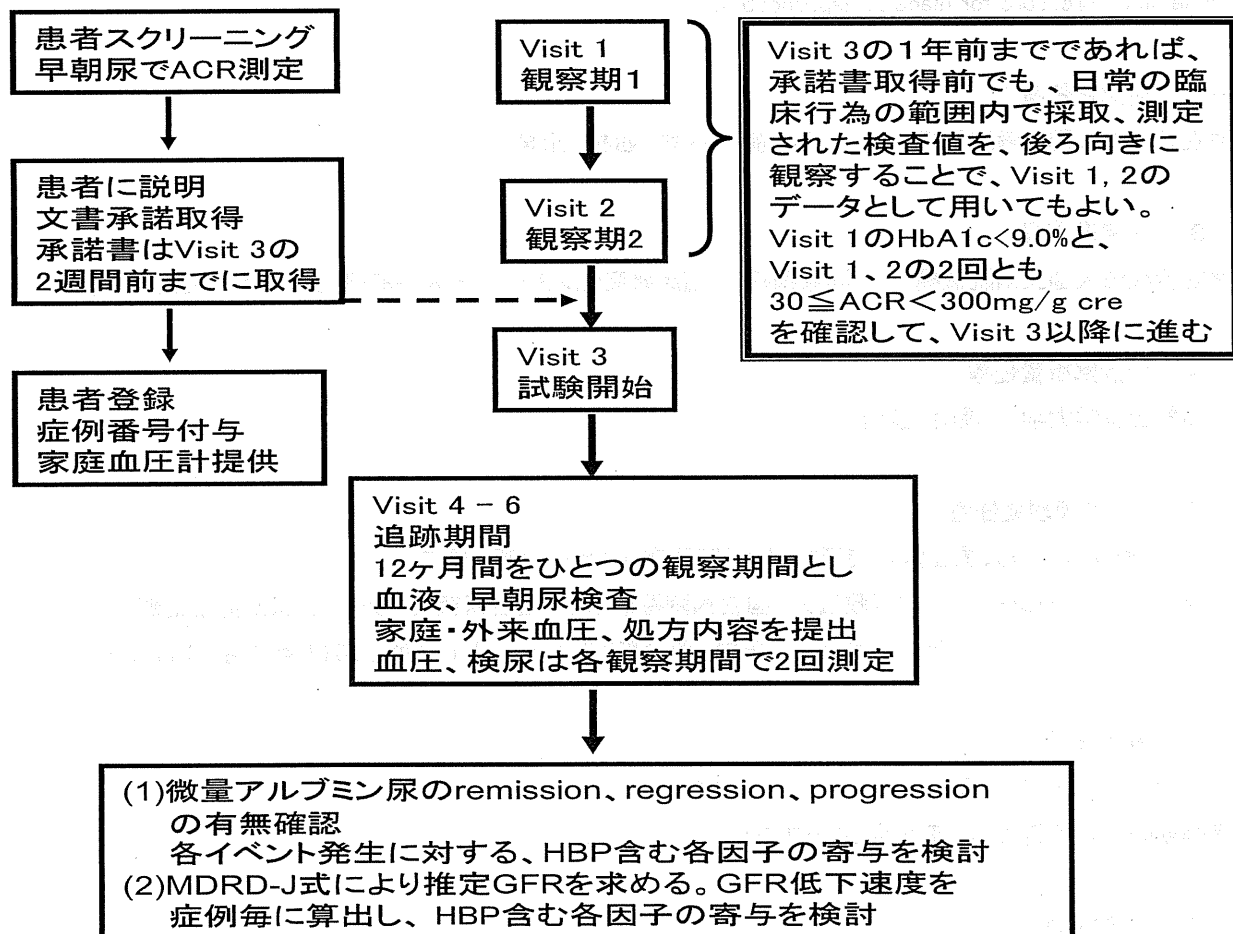 患者スクリーニング
早朝尿でACR測定
患者に説明
文書承諾取得
承諾書はVisit 3の
2週間前までに取得
患者登録
症例番号付与
家庭血圧計提供
Visit 1
観察期1
Visit 2
観察期2
Visit 3
試験開始
Visit 3の1年前まででであれば、
承諾書取得前でも、日常の臨
床行為の範囲内で採取、測定
された検査値を、後ろ向きに
観察することで、Visit 1, 2の
データとして用いてもよい。
Visit 1のHbA1c<9.0%と、
Visit 1、2の2回とも
30≦ACR<300mg/g cre
を確認して、Visit 3以降に進む
Visit 4 － 6
追跡期間
12ヶ月間をひとつの観察期間とし
血液、早朝尿検査
家庭・外来血圧、処方内容を提出
血圧、検尿は各観察期間で2回測定
(1)微量アルブミン尿のremission、regression、progression
の有無確認
各イベント発生に対する、HBP含む各因子の寄与を検討
(2)MDRD-J式により推定GFRを求める。GFR低下速度を
症例毎に算出し、HBP含む各因子の寄与を検討